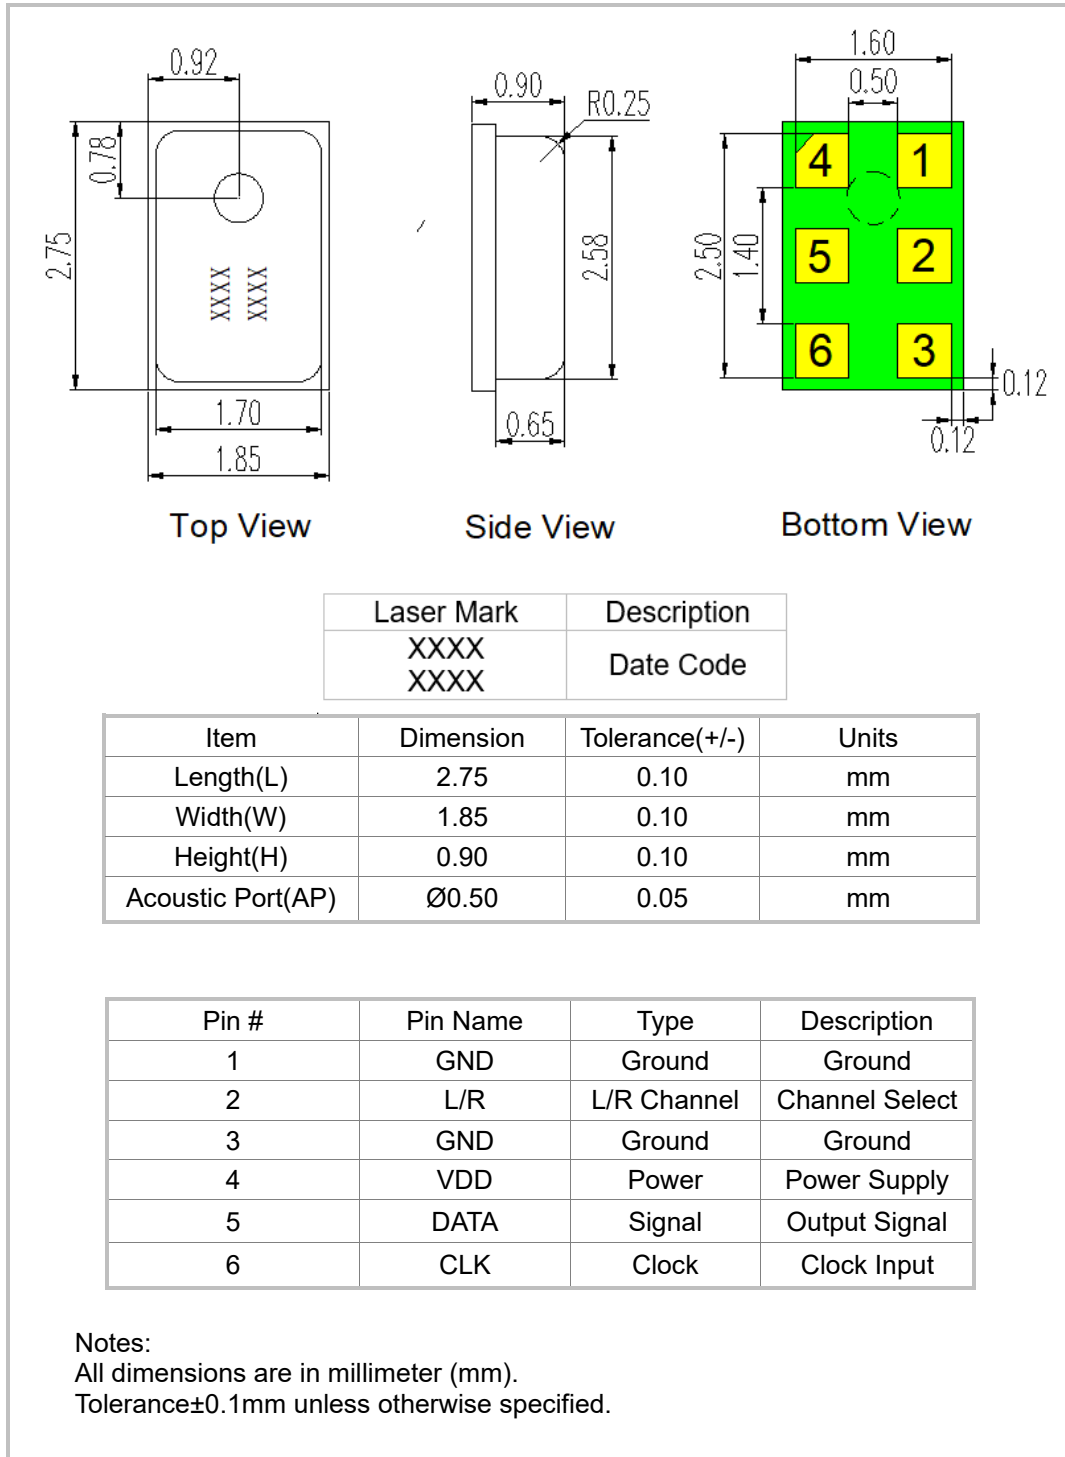 0.92
0.78
2.75
XXXX
XXXX
1.70
1.85
Top View
0.90
R0.25
2.58
0.65
Side View
1.60
0.50
2.50
1.40
4 1
5 2
6 3
0.12
0.12
Bottom View
Laser Mark Description
XXXX
XXXX
Date Code
Item Dimension Tolerance(+/-) Units
Length(L) 2.75 0.10 mm
Width(W) 1.85 0.10 mm
Height(H) 0.90 0.10 mm
Acoustic Port(AP) Ø0.50 0.05 mm
Pin # Pin Name Type Description
1 GND Ground Ground
2 L/R L/R Channel Channel Select
3 GND Ground Ground
4 VDD Power Power Supply
5 DATA Signal Output Signal
6 CLK Clock Clock Input
Notes:
All dimensions are in millimeter (mm).
Tolerance±0.1mm unless otherwise specified.